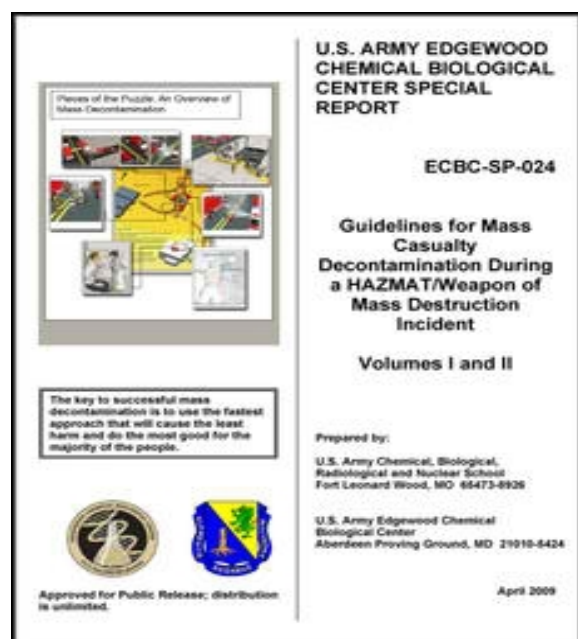 Pieces of the Puzzle: An Overview of
Mass Decontamination
The key to successful mass
decontamination is to use the fastest
approach that will cause the least
harm and do the most good for the
majority of the people.
Approved for Public Release; distribution
is unlimited.
U.S. ARMY EDGEWOOD
CHEMICAL BIOLOGICAL
CENTER SPECIAL
REPORT
ECBC-SP-024
Guidelines for Mass
Casualty
Decontamination During
a HAZMAT/Weapon of
Mass Destruction
Incident
Volumes I and II
Prepared by:
U.S. Army Chemical, Biological,
Radiological and Nuclear School
Fort Leonard Wood, MO 65473-8926
U.S. Army Edgewood Chemical
Biological Center
Aberdeen Proving Ground, MD 21010-5424
April 2009